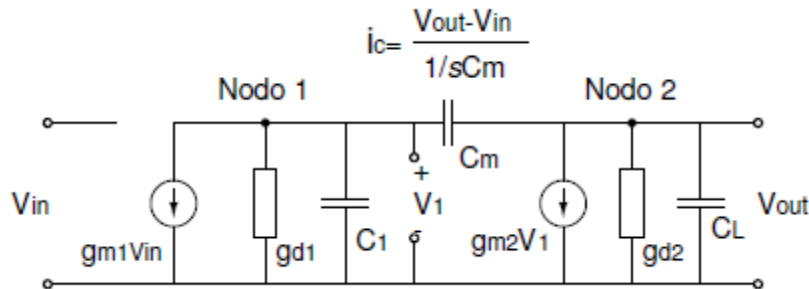 ic= Vout-Vin
1/sCm
Nodo 1
Nodo 2
Cm
+
Vin
V1
Vout
gm1Vin
gd1
C1
gm2V1
gd2
CL